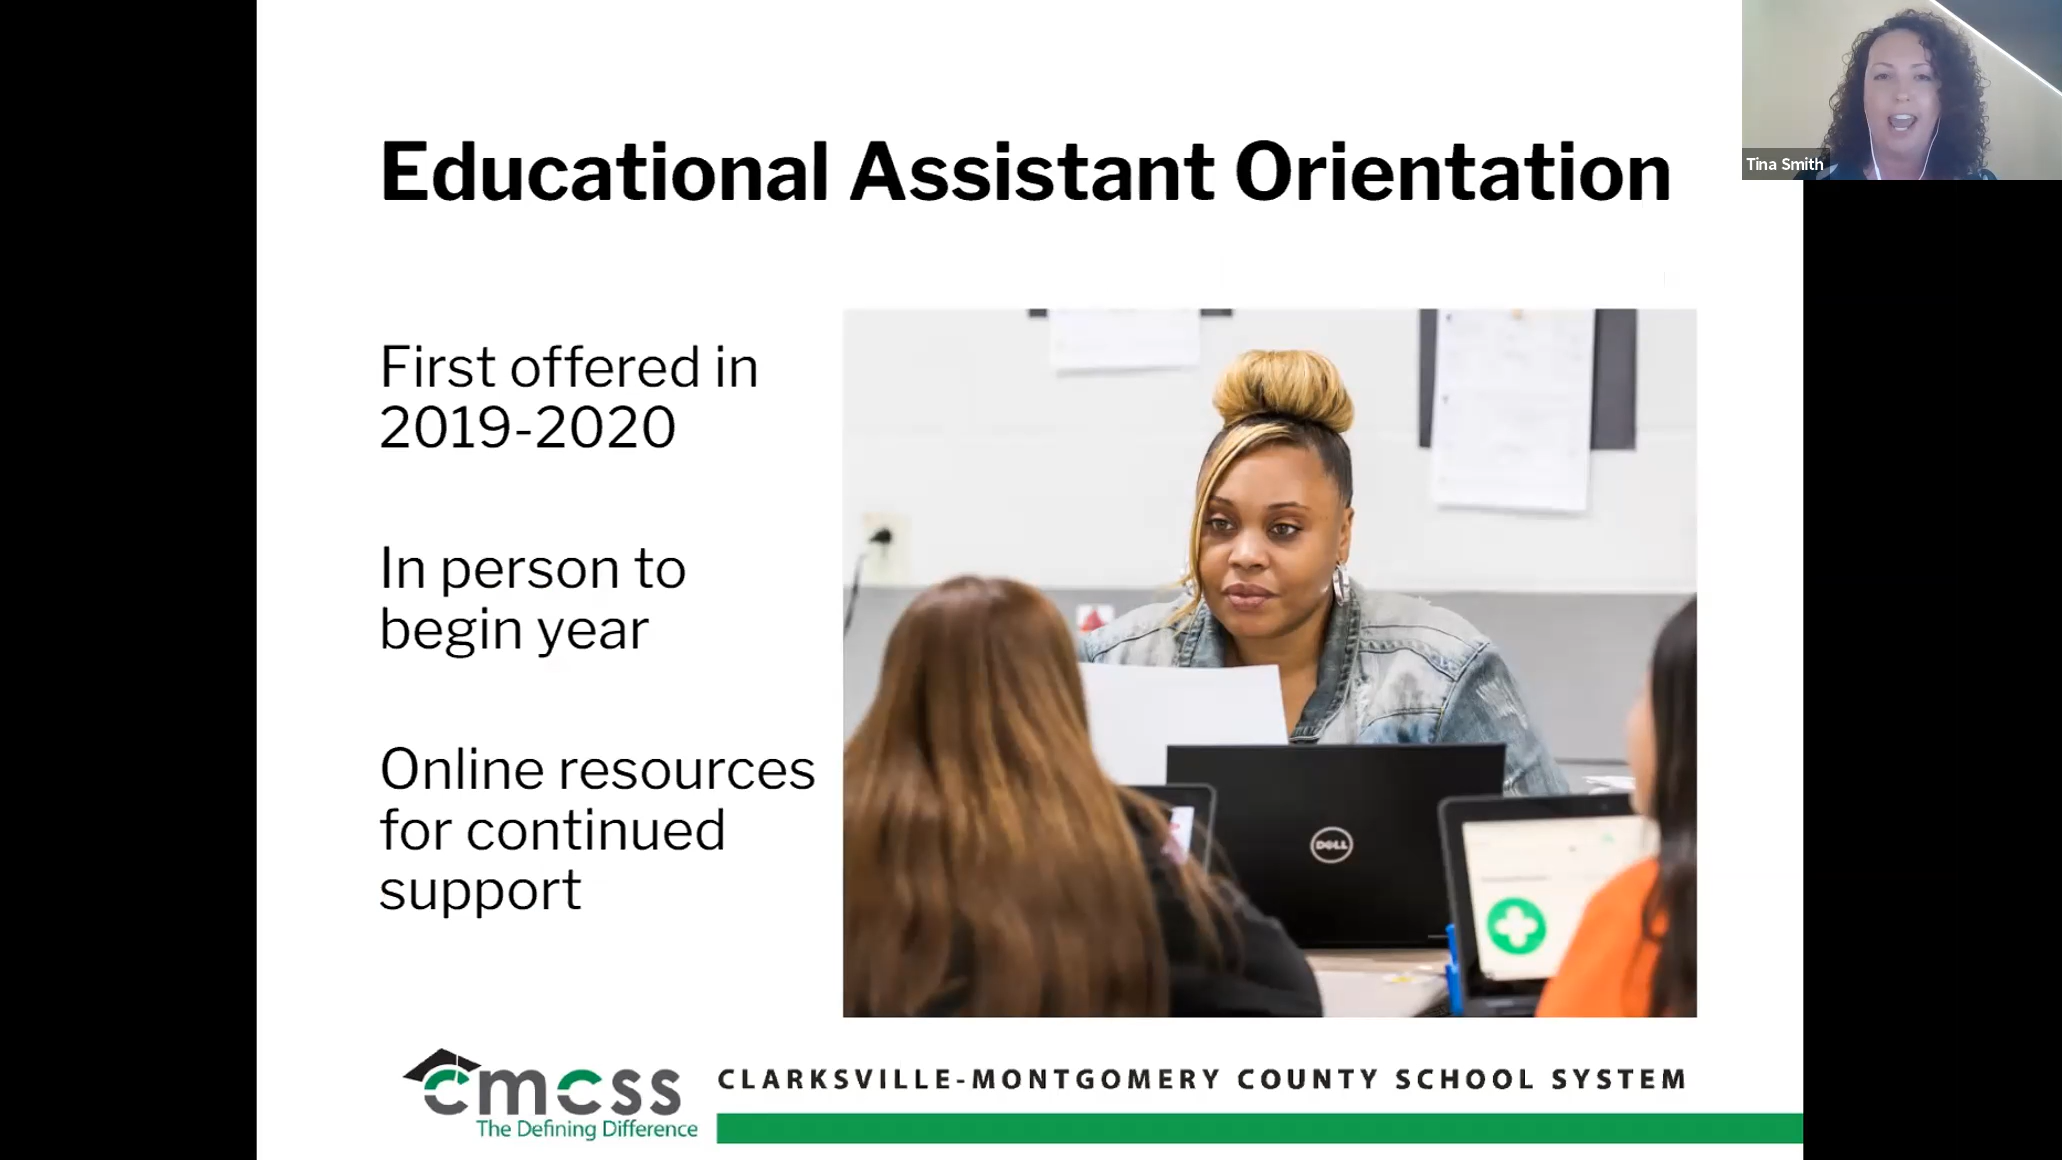 Educational Assistant Orientation
Tina Smith
First offered in
2019-2020
In person to
begin year
Online resources
for continued
support
DELL
cmcss
The Defining Difference
CLARKSVILLE-MONTGOMERY COUNTY SCHOOL SYSTEM